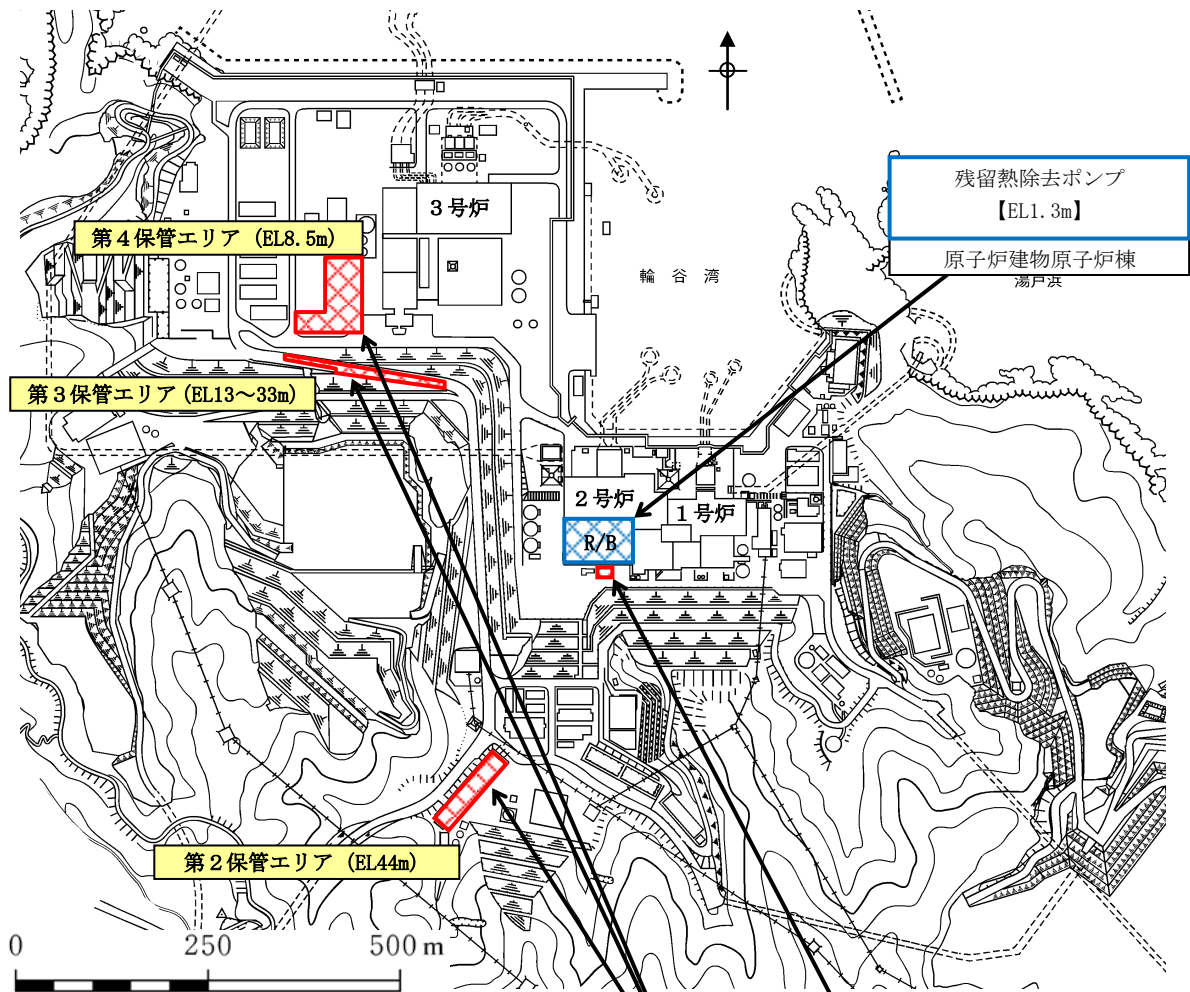 残留熱除去ポンプ
【EL1.3m】
原子炉建物原子炉棟
3号炉
第4保管エリア (EL8.5m)
輪谷湾
湯戸浜
第3保管エリア(EL13～33m)
2号炉
1号炉
R/B
第2保管エリア (EL44m)
0 250 500 m